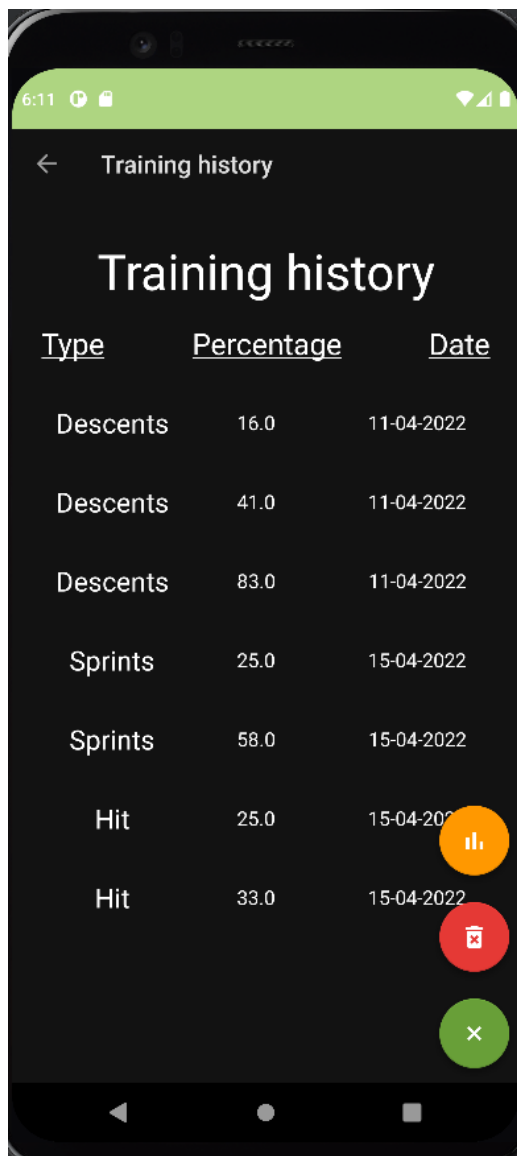 6:11
Training history
Training history
Type Percentage Date
Descents 16.0 11-04-2022
Descents 41.0 11-04-2022
Descents 83.0 11-04-2022
Sprints 25.0 15-04-2022
Sprints 58.0 15-04-2022
Hit 25.0
Hit 33.0 15-04-2022